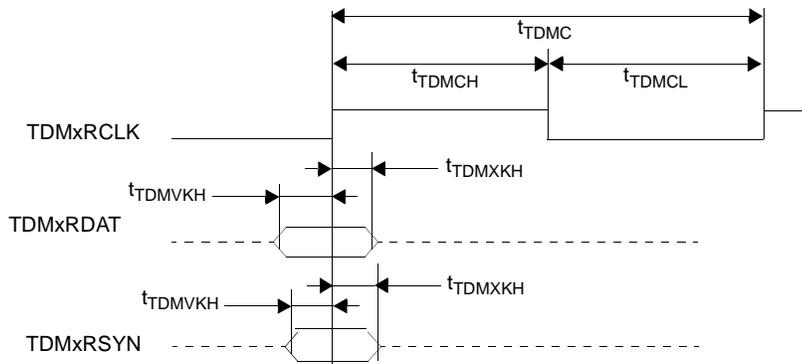 tTDMC
tTDMCH tTDMCL
TDMxRCLK
tTDMXKH
tTDMVKH
TDMxRDAT
tTDMXKH
tTDMVKH
TDMxRSYN